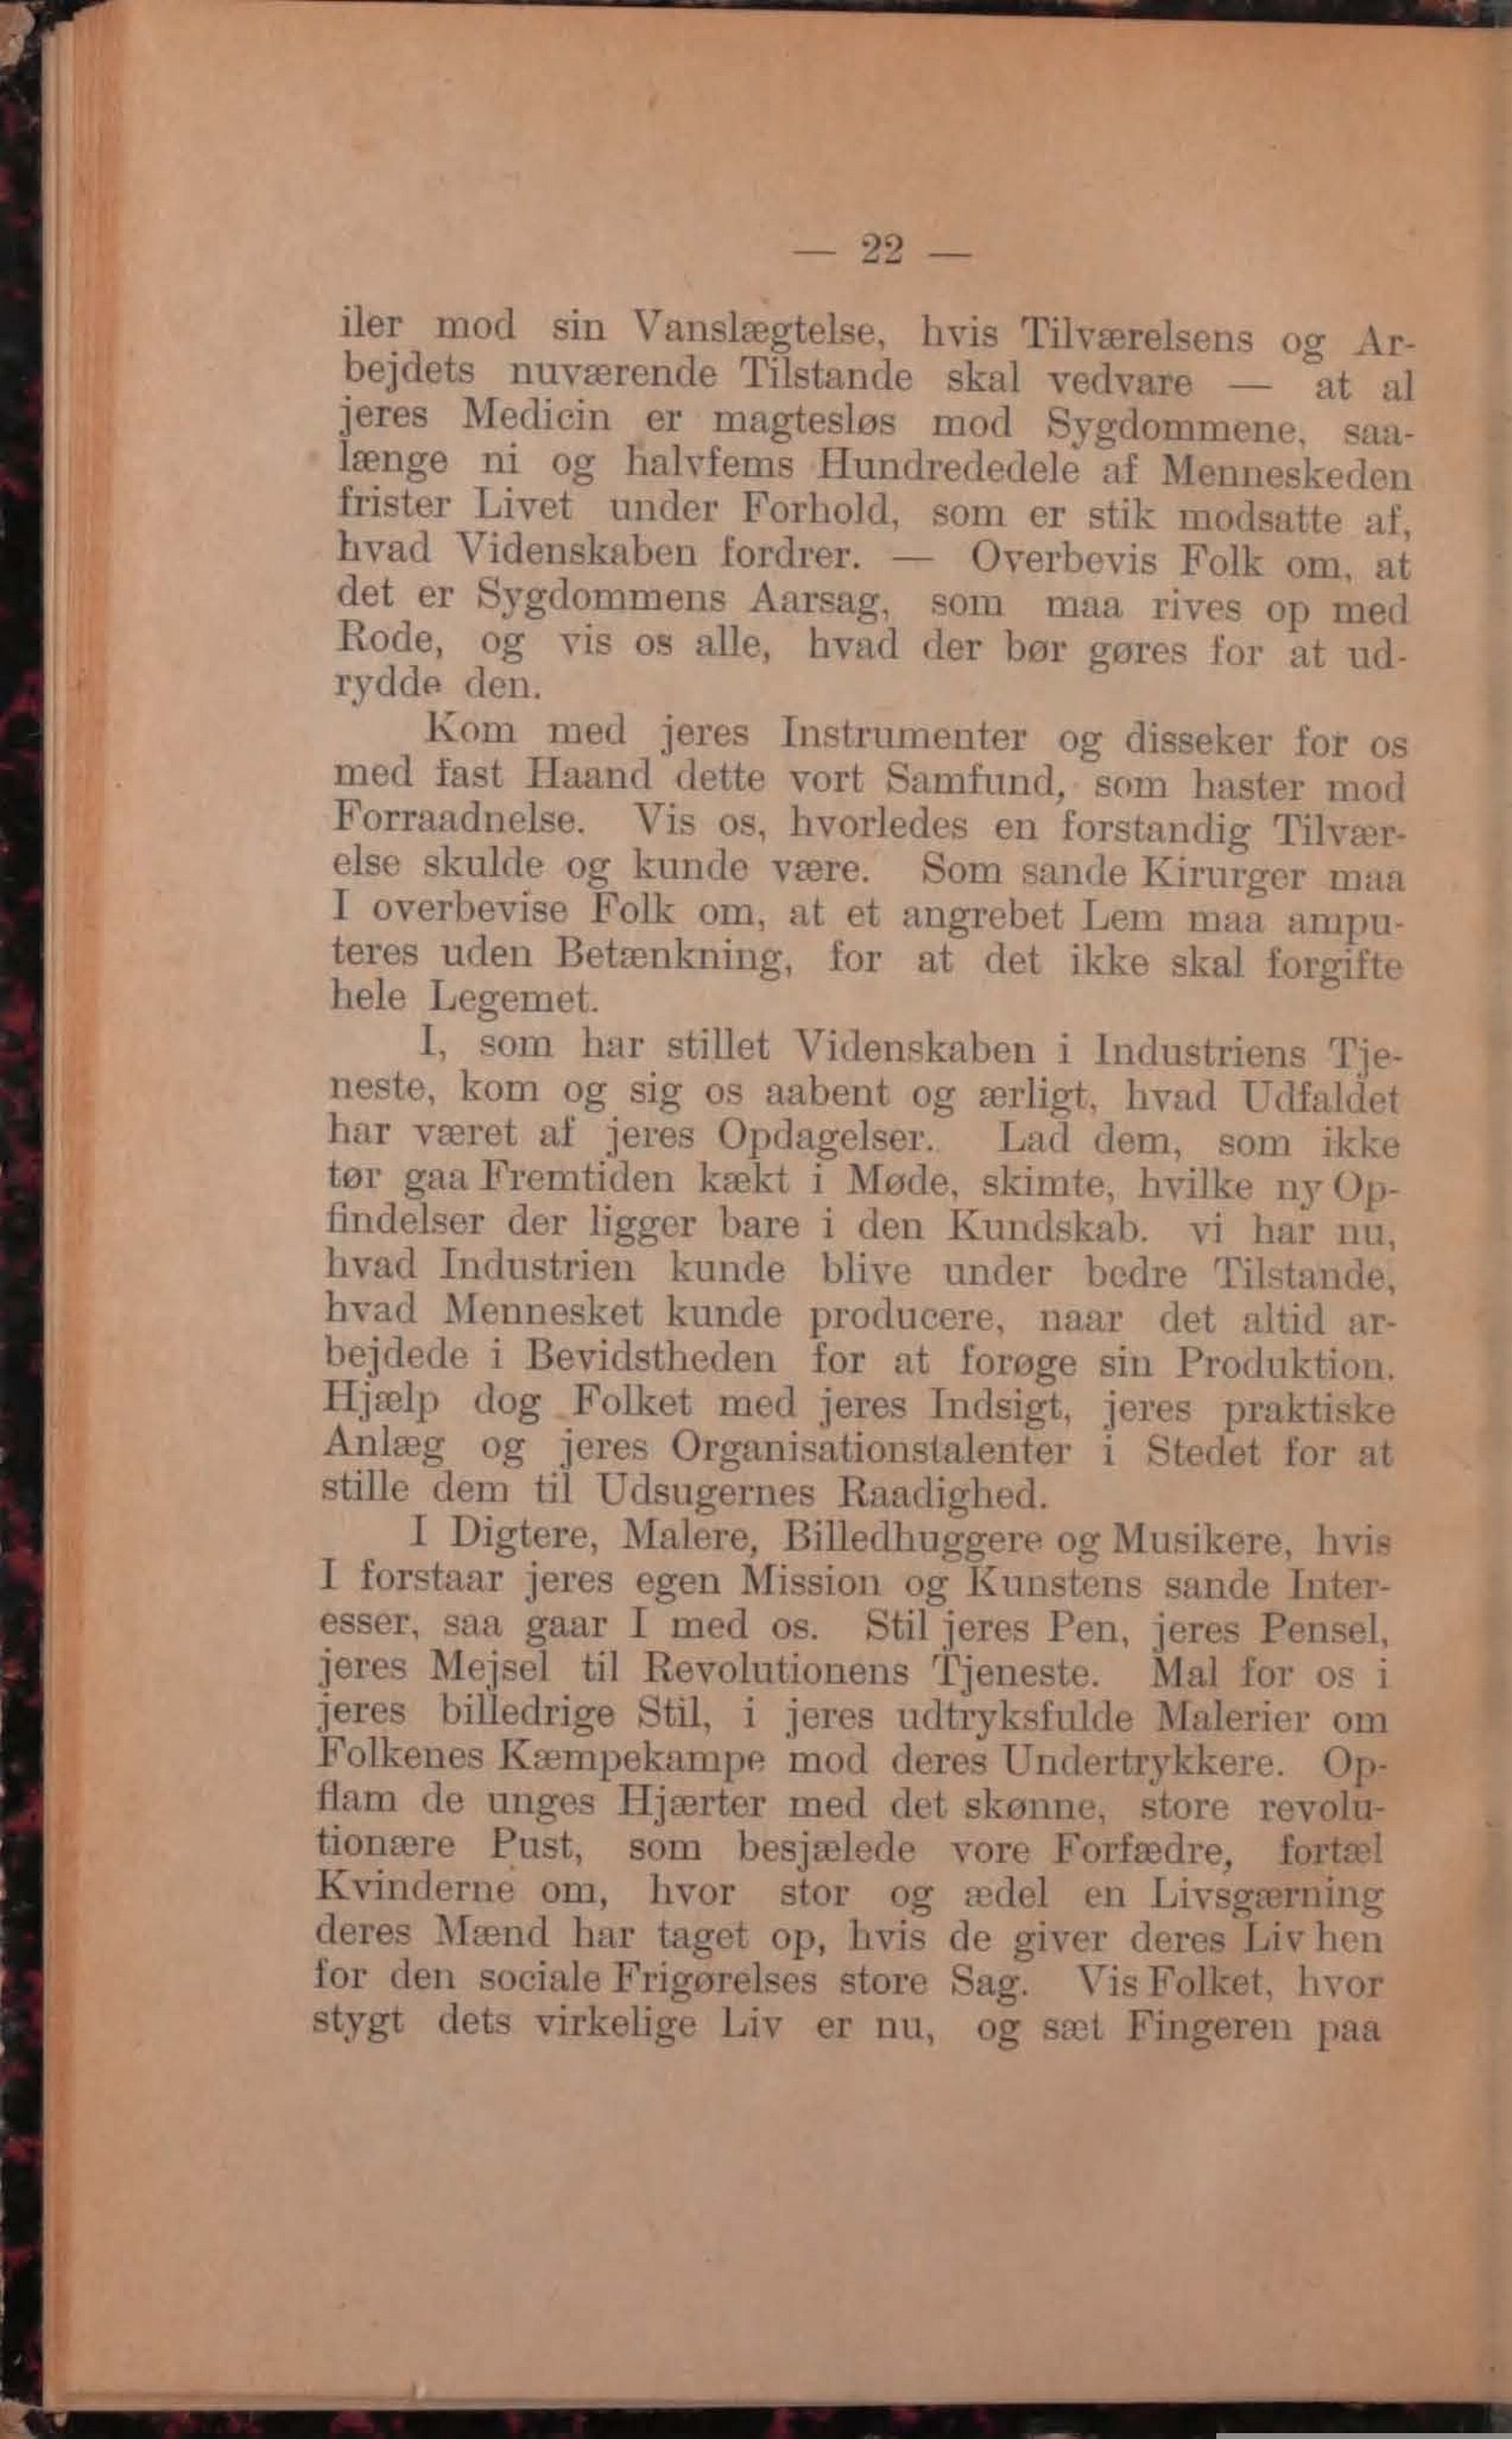 — 22 —
iler mod sin Vanslægtelse, hvis Tilværelsens og Ar-
bejdets nuværende Tilstande skal vedvare — at al
jeres Medicin er magtesløs mod Sygdommene, saa-
længe ni og halvfems Hundrededele af Menneskeden
frister Livet under Forhold, som er stik modsatte af,
hvad Videnskaben fordrer. — Overbevis Folk om, at
det er Sygdommens Aarsag, som maa rives op med
Rode, og vis os alle, hvad der bør gøres for at ud-
rydde den.
Kom med jeres Instrumenter og disseker for os
med fast Haand dette vort Samfund, som haster mod
Forraadnelse. Vis os, hvorledes en forstandig Tilvær-
else skulde og kunde være. Som sande Kirurger maa
I overbevise Folk om, at et angrebet Lem maa ampu-
teres uden Betænkning, for at det ikke skal forgifte
hele Legemet.
I, som har stillet Videnskaben i Industriens Tje-
neste, kom og sig os aabent og ærligt, hvad Udfaldet
har været af jeres Opdagelser. Lad dem, som ikke
tør gaa Fremtiden kækt i Møde, skimte, hvilke ny Op-
findelser der ligger bare i den Kundskab. vi har nu,
hvad Industrien kunde blive under bedre Tilstande,
hvad Mennesket kunde producere, naar det altid ar-
bejdede i Bevidstheden for at forøge sin Produktion.
Hjælp dog Folket med jeres Indsigt, jeres praktiske
Anlæg og jeres Organisationstalenter i Stedet for at
stille dem til Udsugernes Raadighed.
I Digtere, Malere, Billedhuggere og Musikere, hvis
I forstaar jeres egen Mission og Kunstens sande Inter-
esser, saa gaar I med os. Stil jeres Pen, jeres Pensel,
jeres Mejsel til Revolutionens Tjeneste. Mal for os i
jeres billedrige Stil, i jeres udtryksfulde Malerier om
Folkenes Kæmpekampe mod deres Undertrykkere. Op-
flam de unges Hjærter med det skønne, store revolu-
tionære Pust, som besjælede vore Forfædre, fortæl
Kvinderne om, hvor stor og ædel en Livsgærning
deres Mænd har taget op, hvis de giver deres Liv hen
for den sociale Frigørelses store Sag. Vis Folket, hvor
stygt dets virkelige Liv er nu, og sæt Fingeren paa